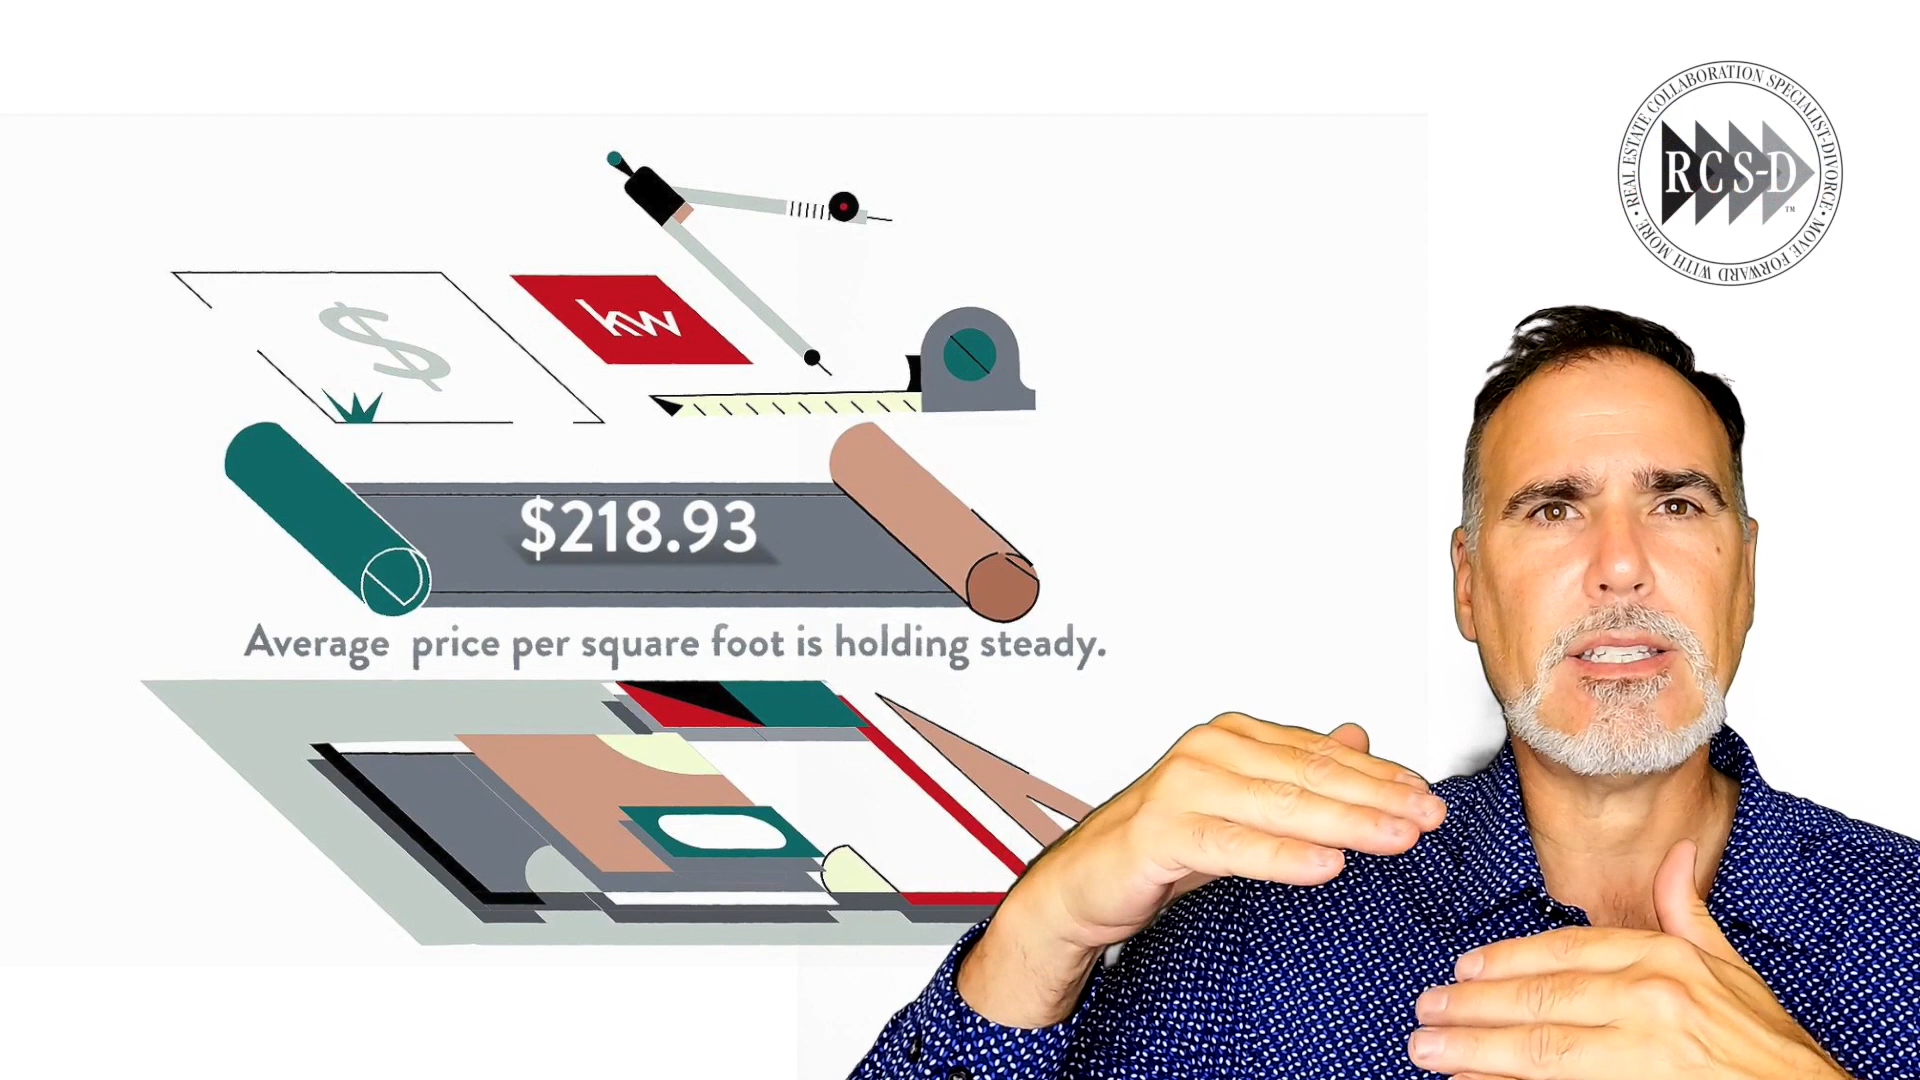 REAL ESTATE COLLABORATION SPECIALIST-DIVORCE • MOVE FORWARD WITH MORE •
RCS-D
TM
$
kw
$218.93
Average price per square foot is holding steady.